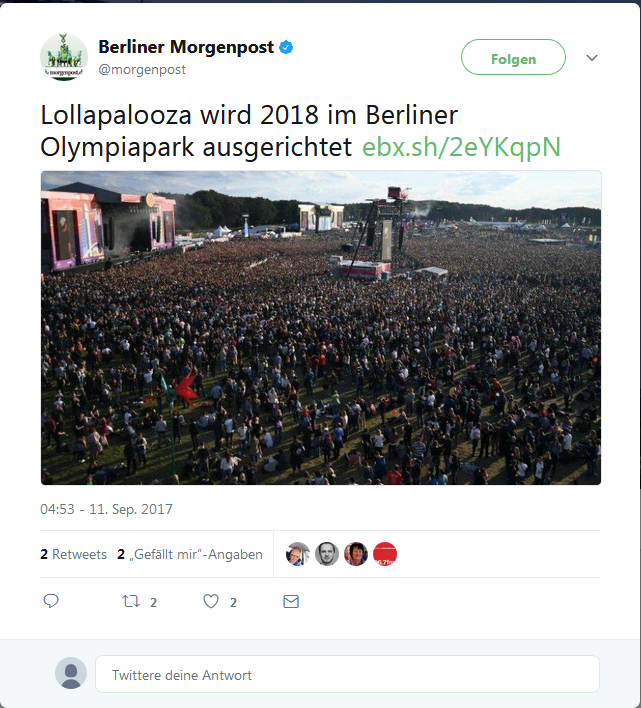 Berliner Morgenpost
@morgenpost
Folgen
Lollapalooza wird 2018 im Berliner
Olympiapark ausgerichtet ebx.sh/2eYKqpN
04:53 - 11. Sep. 2017
2 Retweets 2 „Gefällt mir“-Angaben
2 2
Twittere deine Antwort
morgenpost